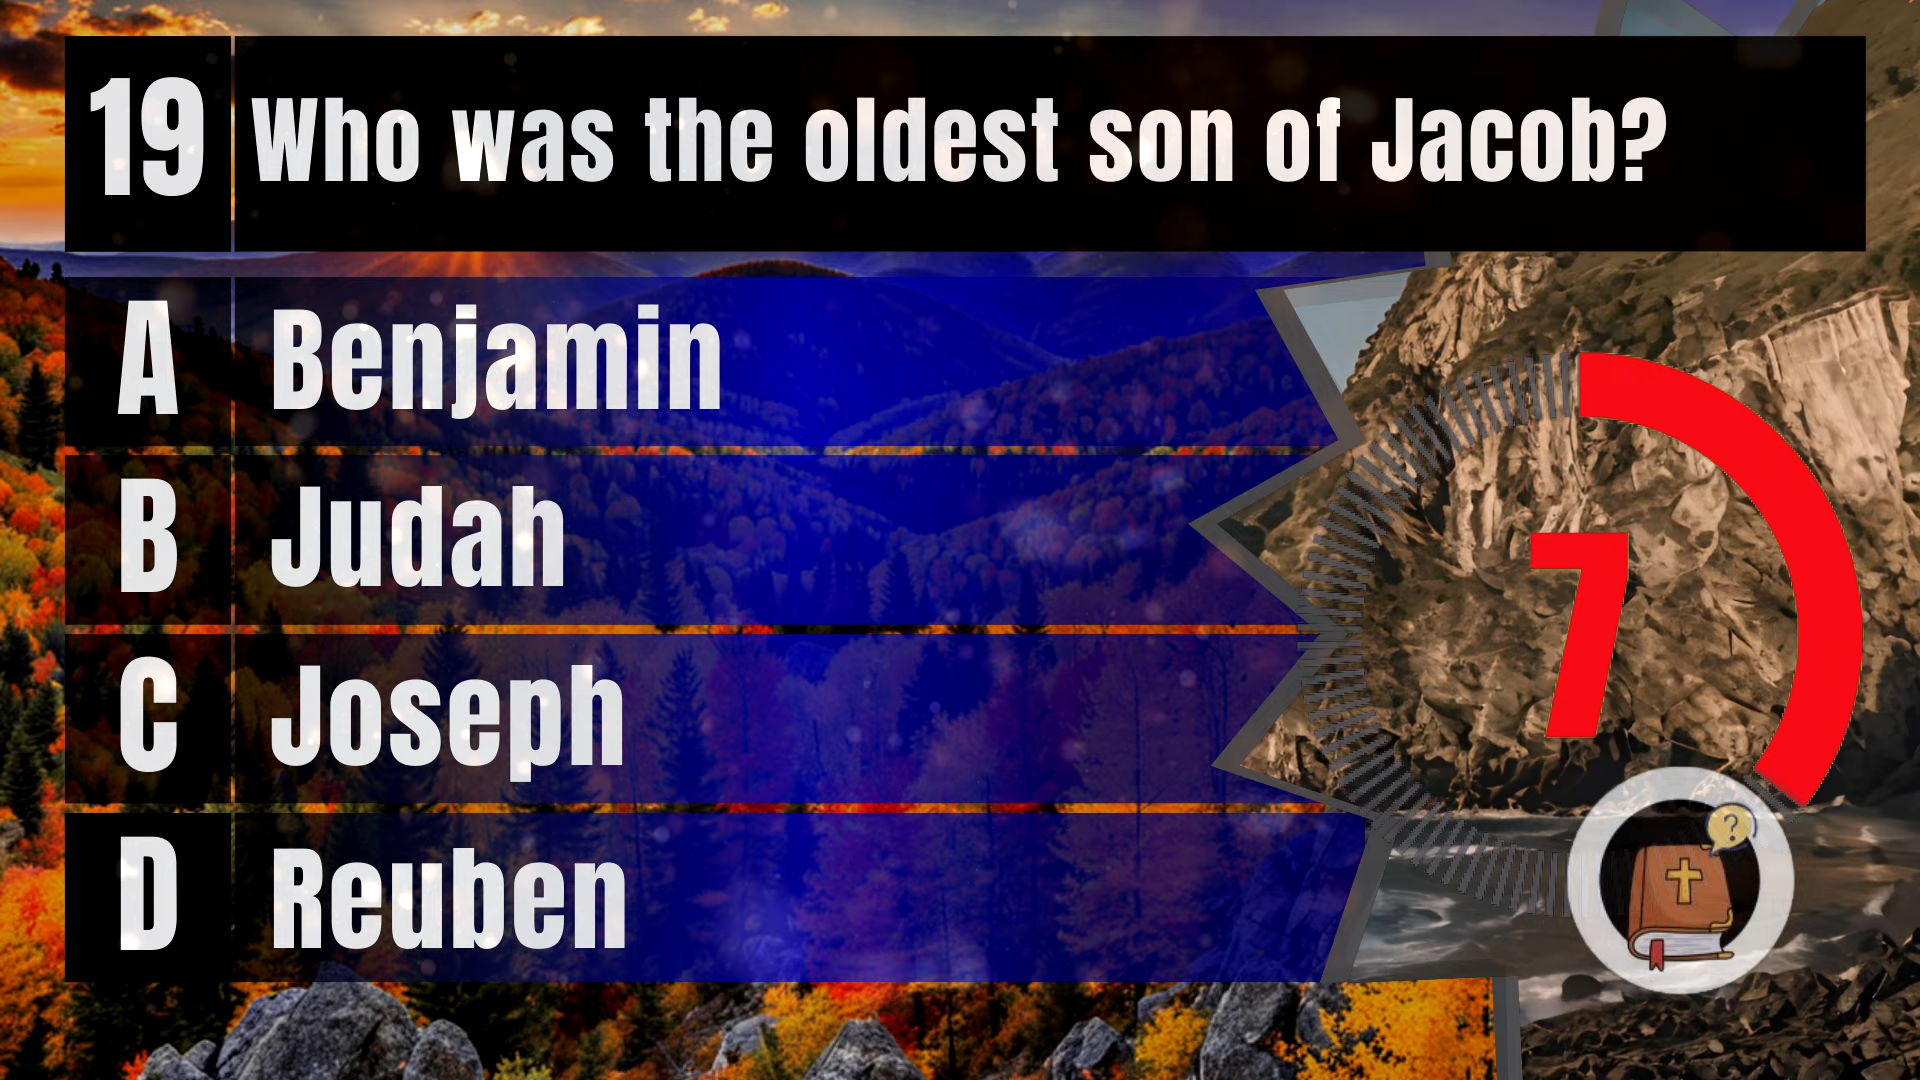 19 Who was the oldest son of Jacob?
A Benjamin
B Judah
C Joseph
D Reuben
7
?